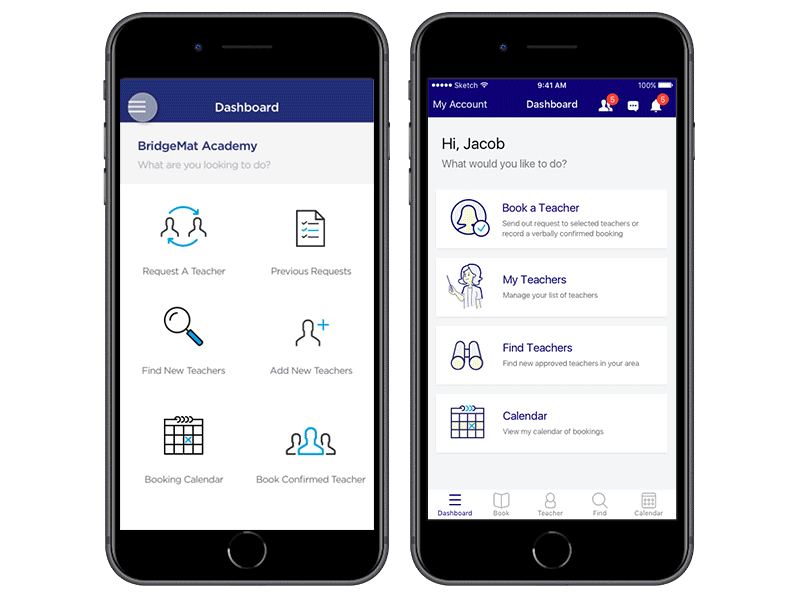 Dashboard
BridgeMat Academy
What are you looking to do?
Request A Teacher
Previous Requests
Find New Teachers
Add New Teachers
Booking Calendar
Book Confirmed Teacher
Sketch
9:41 AM
100%
My Account
Dashboard
5
5
Hi, Jacob
What would you like to do?
Book a Teacher
Send out request to selected teachers or
record a verbally confirmed booking
My Teachers
Manage your list of teachers
Find Teachers
Find new approved teachers in your area
Calendar
View my calendar of bookings
Dashboard
Book
Teacher
Find
Calendar